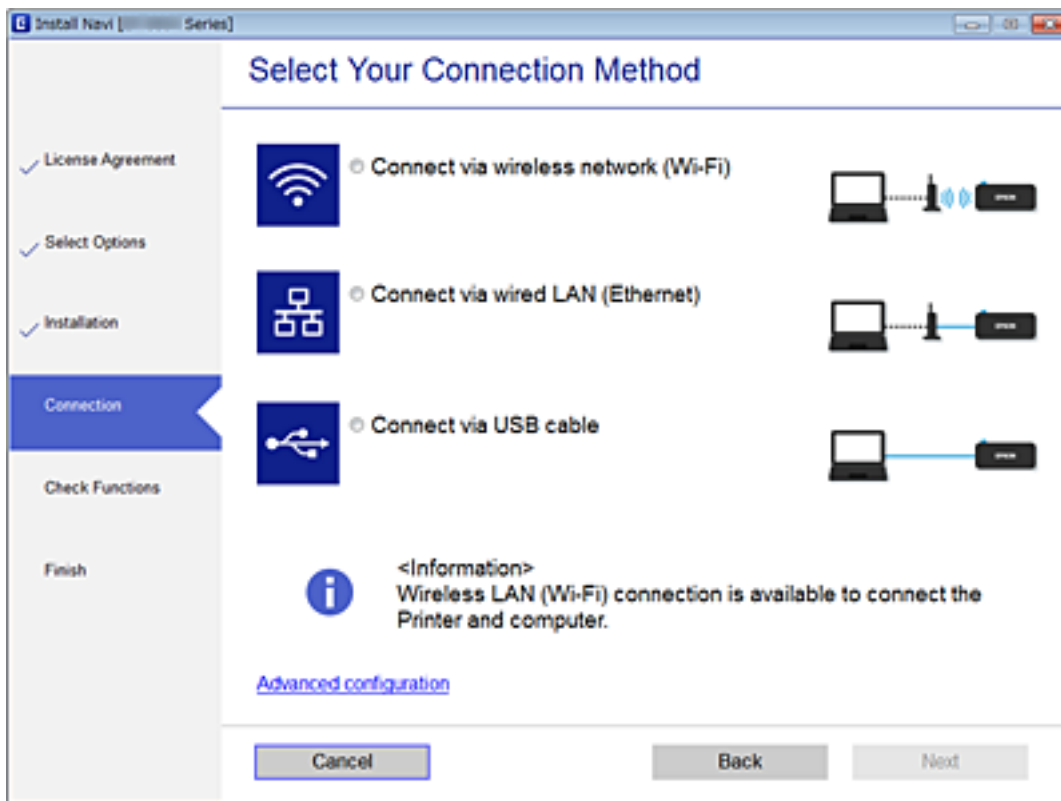 Install Navi [ Series]
Select Your Connection Method
License Agreement
Select Options
Installation
Connection
Check Functions
Finish
Connect via wireless network (Wi-Fi)
Connect via wired LAN (Ethernet)
Connect via USB cable
<Information>
Wireless LAN (Wi-Fi) connection is available to connect the
Printer and computer.
Advanced configuration
Cancel
Back
Next